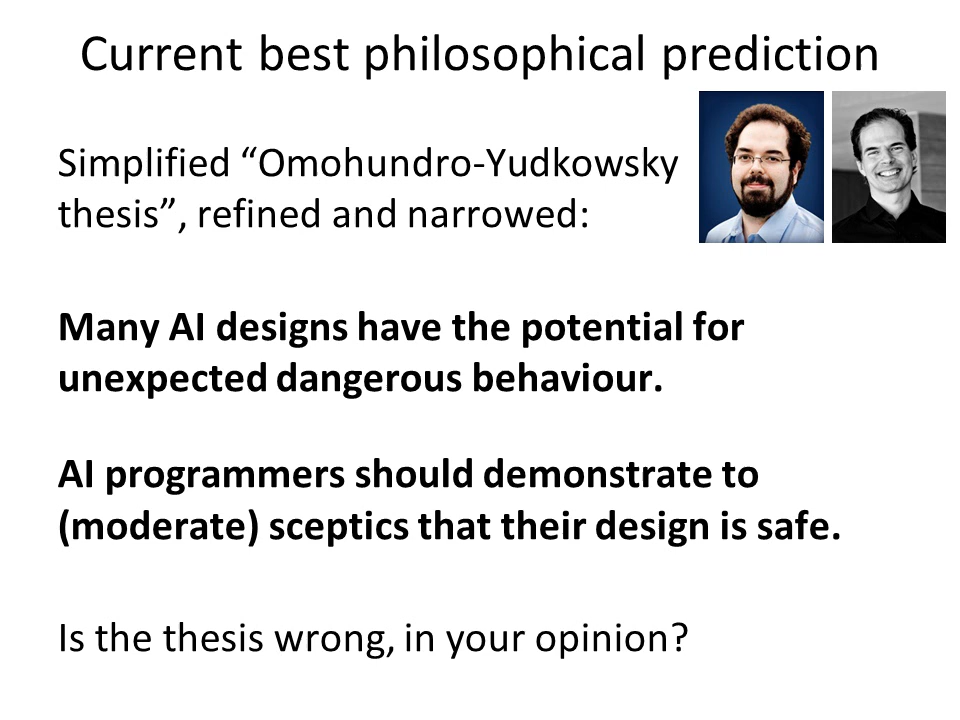 Current best philosophical prediction
Simplified “Omohundro-Yudkowsky
thesis”, refined and narrowed:
Many AI designs have the potential for
unexpected dangerous behaviour.
AI programmers should demonstrate to
(moderate) sceptics that their design is safe.
Is the thesis wrong, in your opinion?